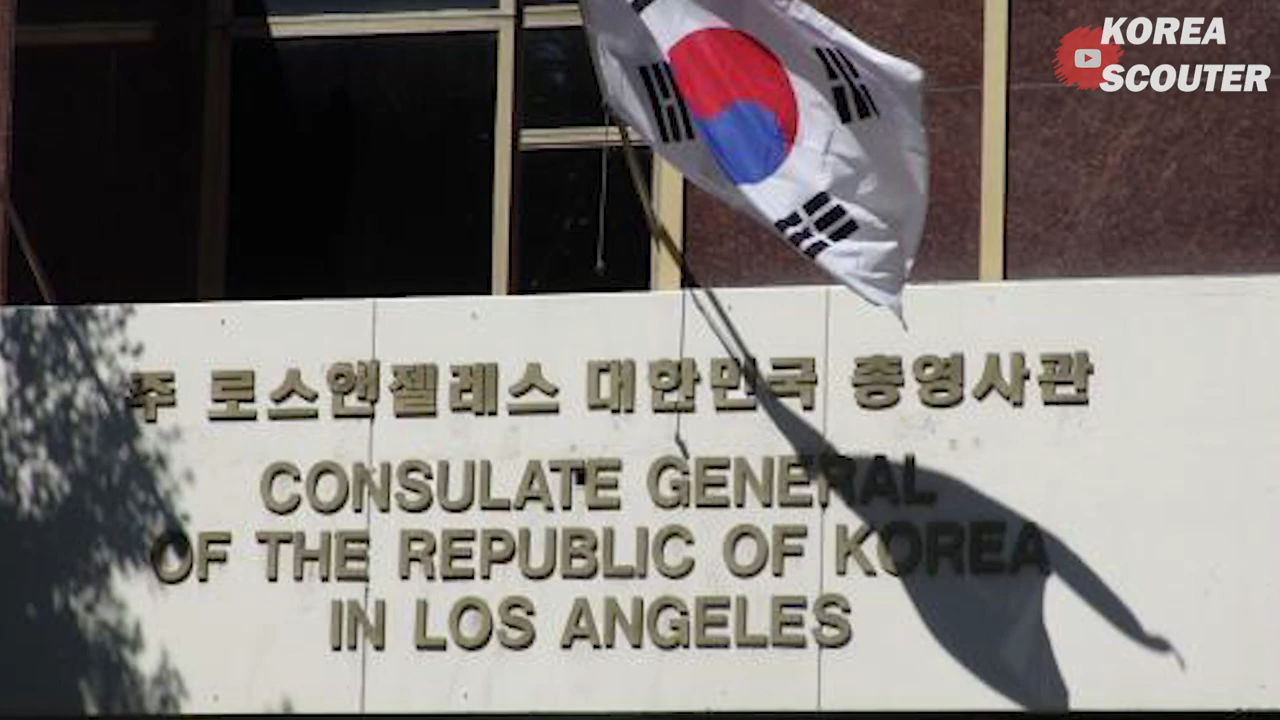 KOREA
SCOUTER
주 로스앤젤레스 대한민국 총영사관
CONSULATE GENERAL
OF THE REPUBLIC OF KOREA
IN LOS ANGELES